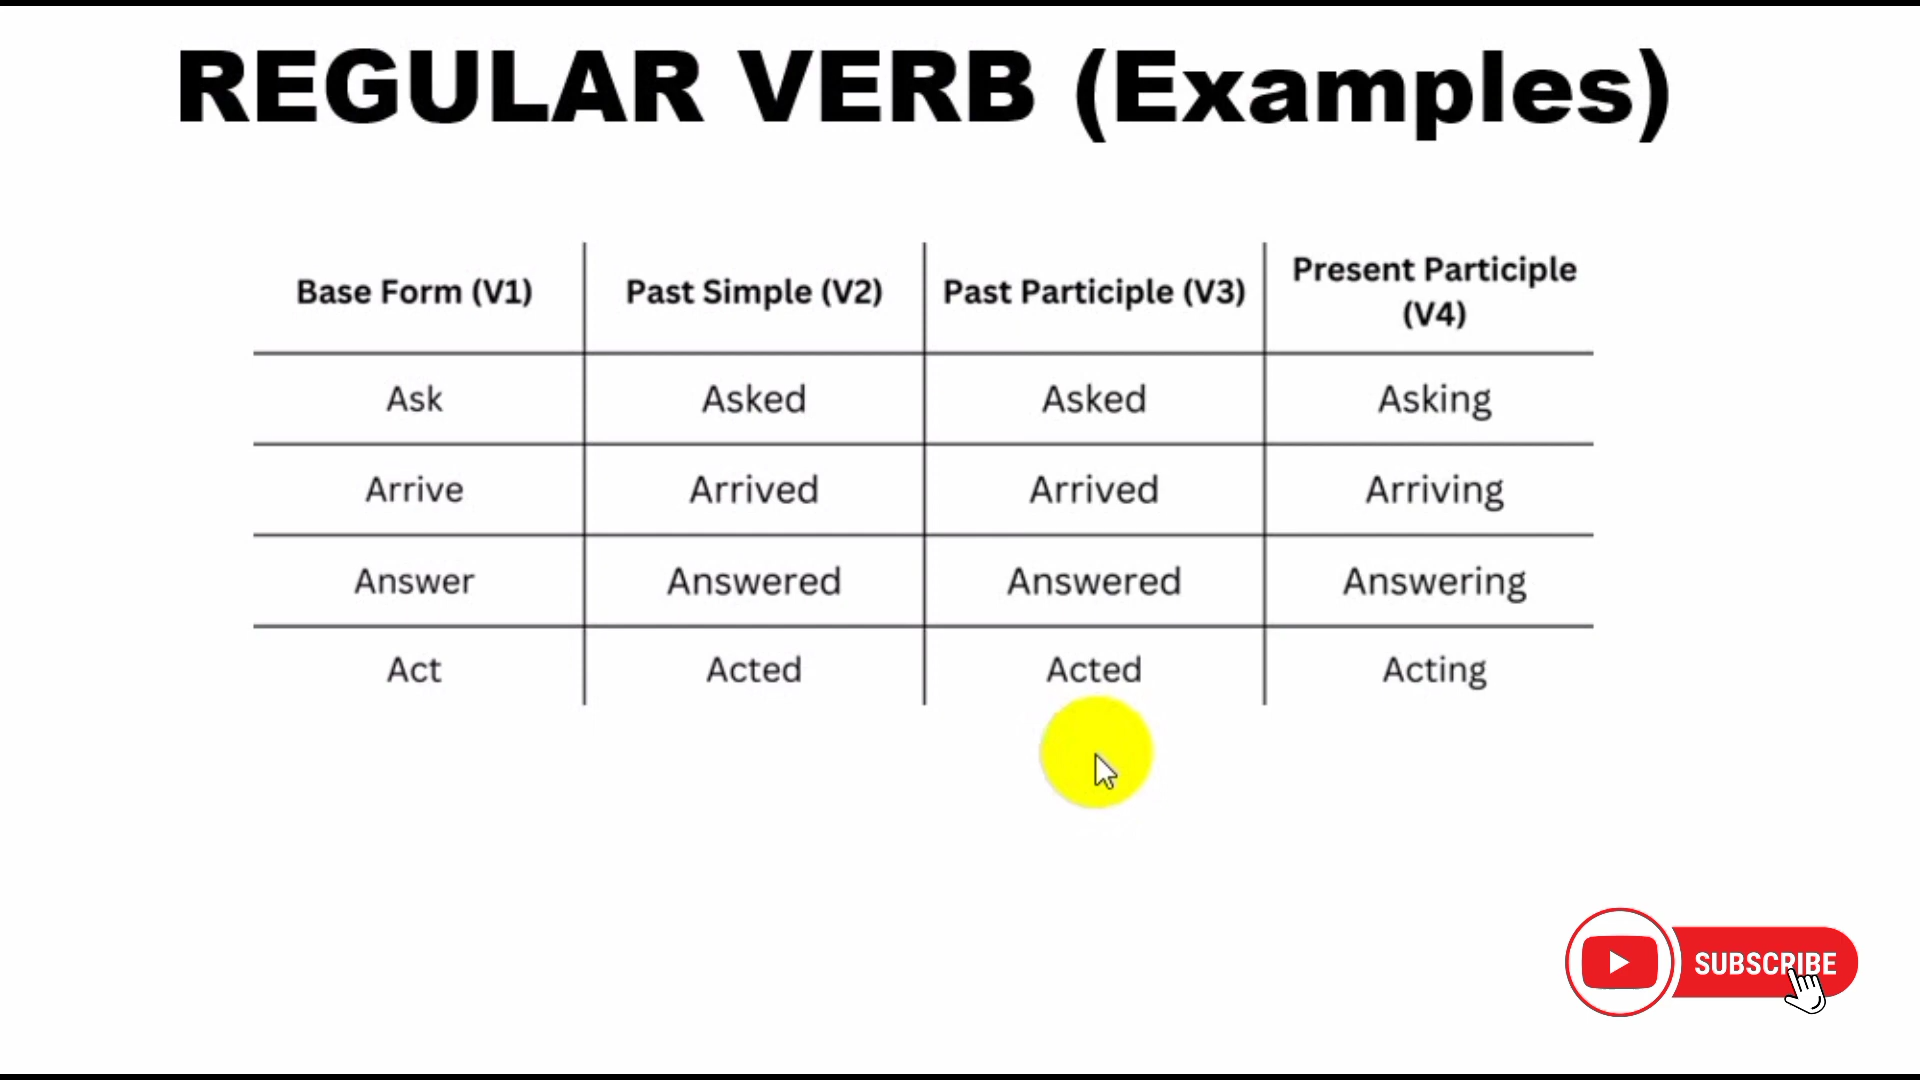 REGULAR VERB (Examples)
Base Form (V1) Past Simple (V2) Past Participle (V3) Present Participle (V4)
Ask Asked Asked Asking
Arrive Arrived Arrived Arriving
Answer Answered Answered Answering
Act Acted Acted Acting
SUBSCRIBE